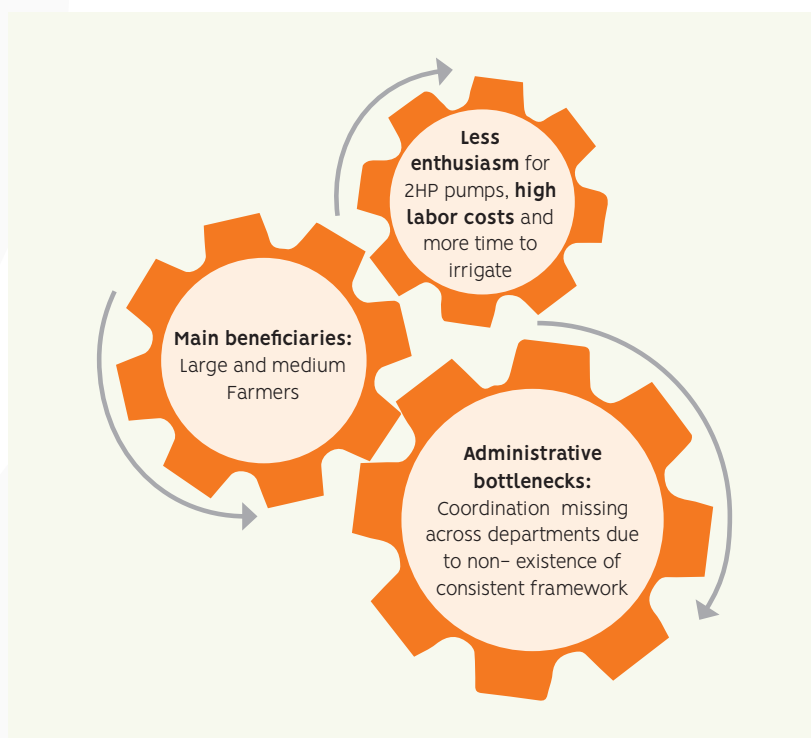 Less
enthusiasm for
2HP pumps, high
labor costs and
more time to
irrigate
Main beneficiaries:
Large and medium
Farmers
Administrative
bottlenecks:
Coordination missing
across departments due
to non- existence of
consistent framework